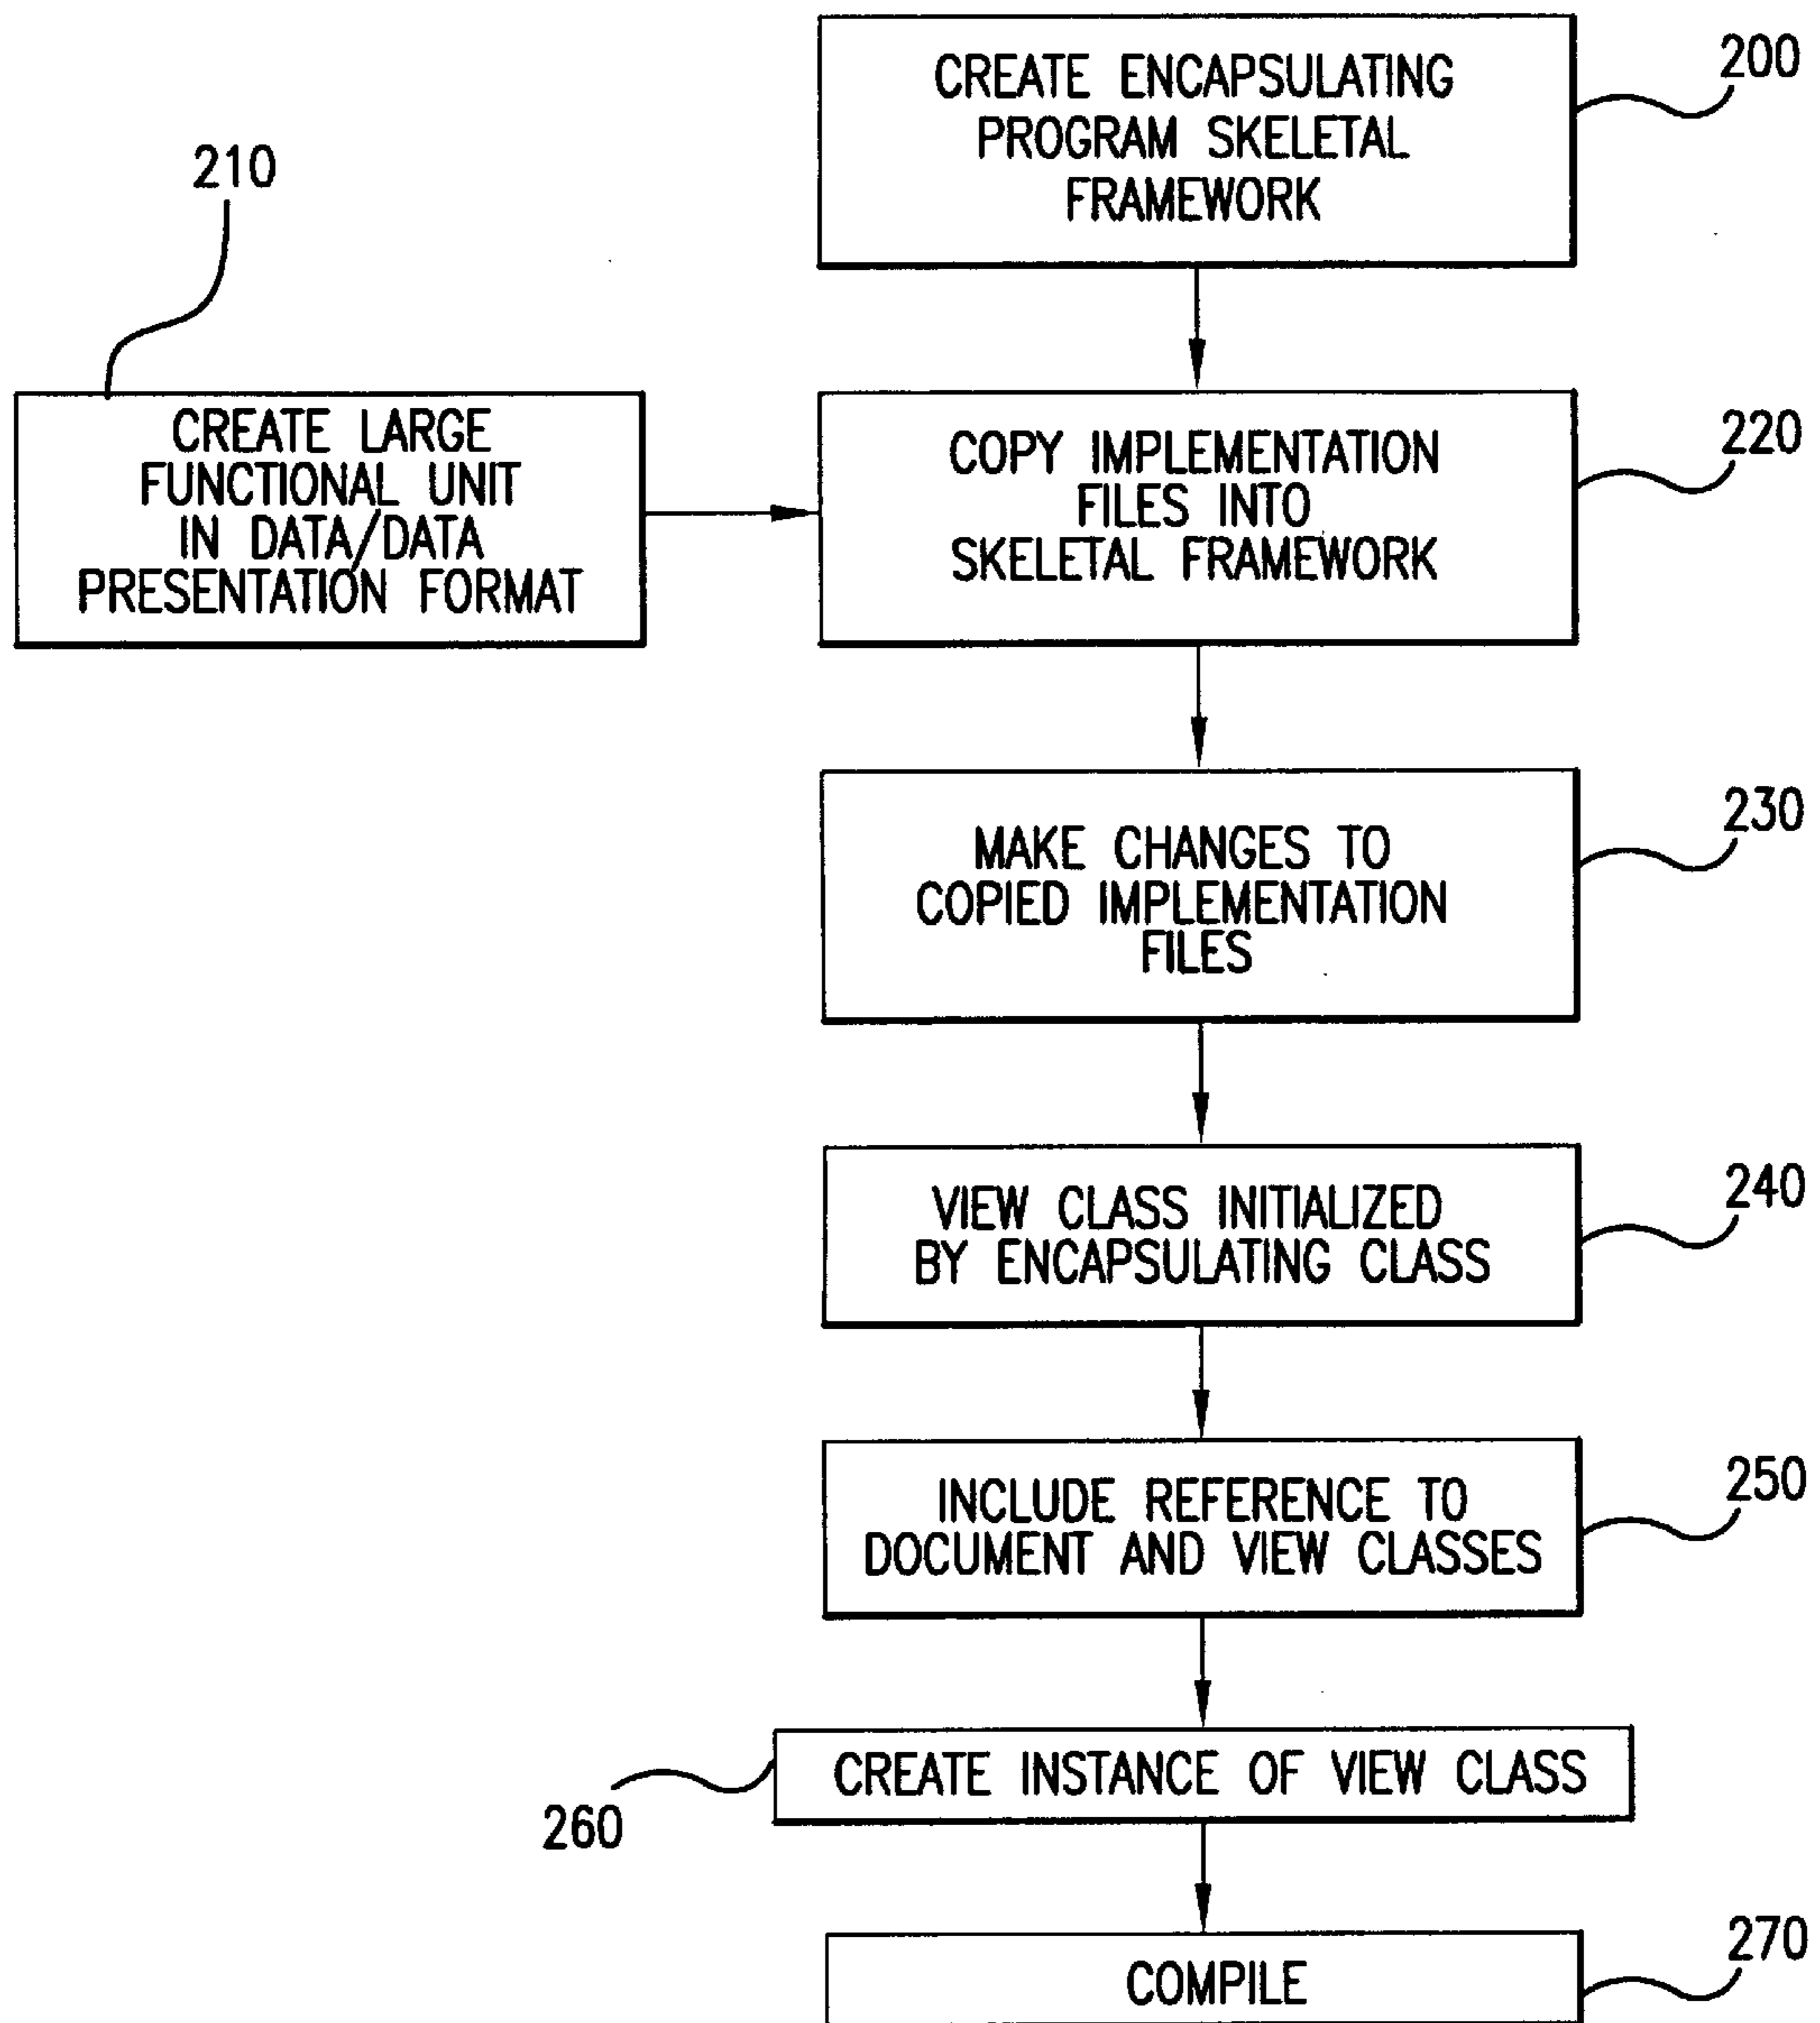 CREATE ENCAPSULATING
PROGRAM SKELETAL
FRAMEWORK
200
210
CREATE LARGE
FUNCTIONAL UNIT
IN DATA/DATA
PRESENTATION FORMAT
COPY IMPLEMENTATION
FILES INTO
SKELETAL FRAMEWORK
220
MAKE CHANGES TO
COPIED IMPLEMENTATION
FILES
230
VIEW CLASS INITIALIZED
BY ENCAPSULATING CLASS
240
INCLUDE REFERENCE TO
DOCUMENT AND VIEW CLASSES
250
CREATE INSTANCE OF VIEW CLASS
260
COMPILE
270